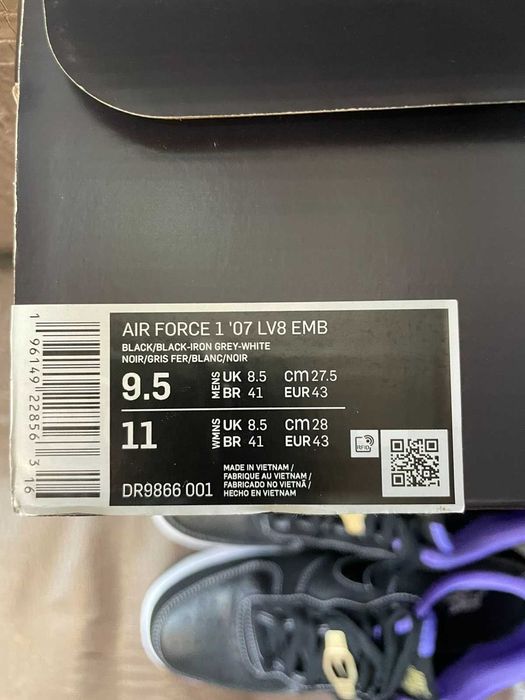 AIR FORCE 1 '07 LV8 EMB
BLACK/BLACK-IRON GREY-WHITE
NOIR/GRIS FER/BLANC/NOIR
9.5 MENS UK 8.5 CM 27.5
BR 41 EUR 43
11 WMNS UK 8.5 CM 28
BR 41 EUR 43
RFID
DR9866 001
MADE IN VIETNAM /
FABRIQUE AU VIETNAM /
FABRICADO NO VIETNÃ /
HECHO EN VIETNAM
1 96149 22856 3 16